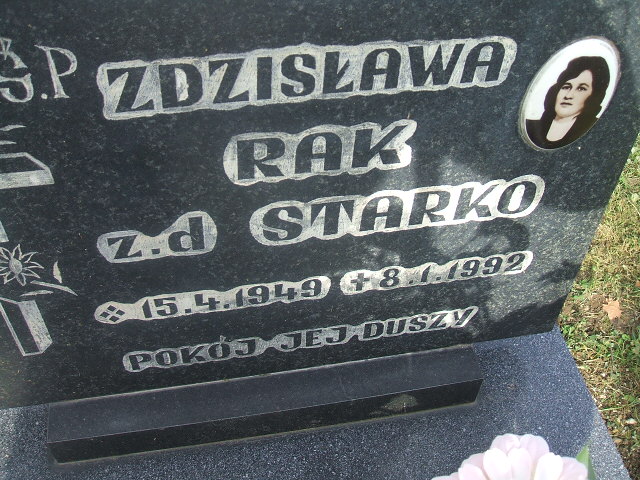 Ś.P ZDZISŁAWA
RAK
z.d STARKO
15.4.1949 8.1.1992
POKÓJ JEJ DUSZY